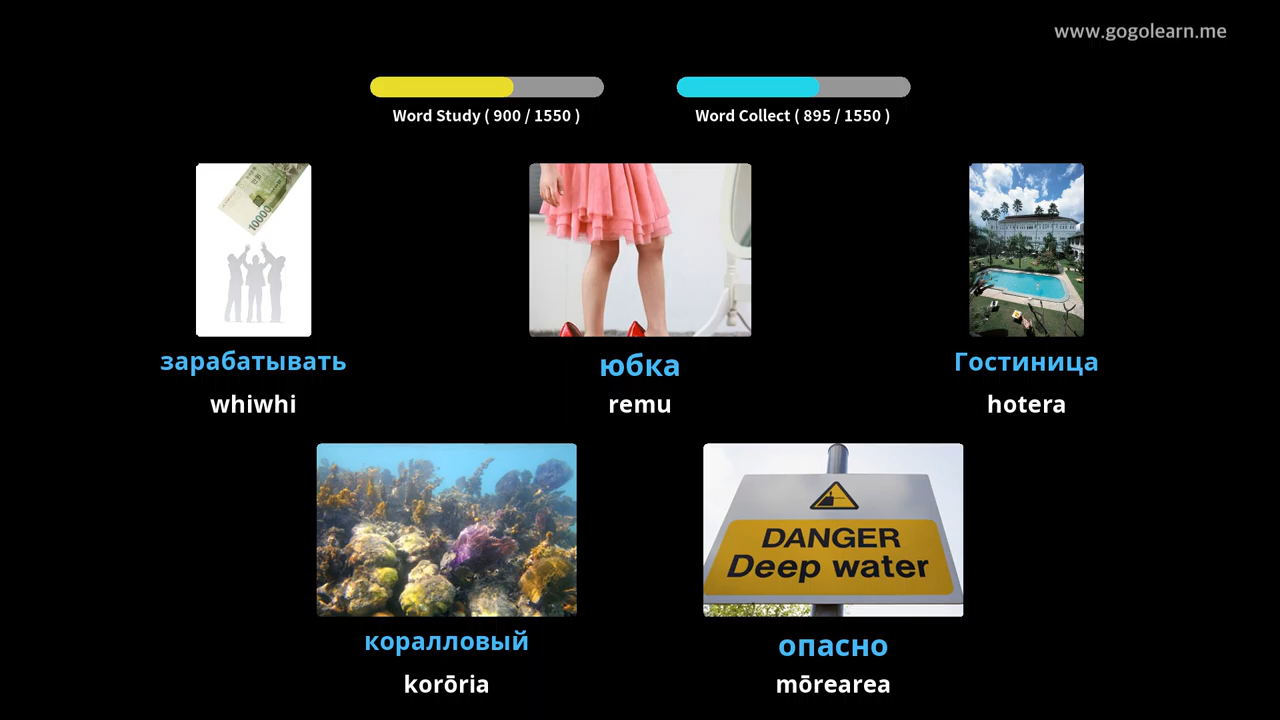 www.gogolearn.me
Word Study ( 900 / 1550 )
Word Collect ( 895 / 1550 )
10000
зарабатывать
whiwhi
юбка
remu
Гостиница
hotera
DANGER
Deep water
коралловый
korōria
опасно
mōrearea